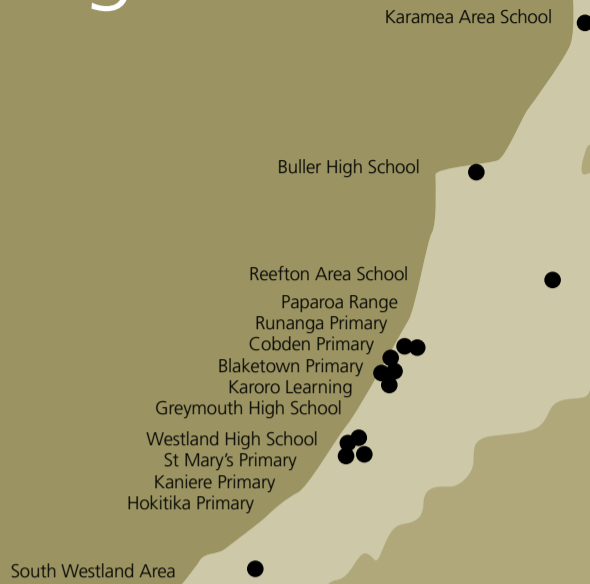 Karamea Area School
Buller High School
Reefton Area School
Paparoa Range
Runanga Primary
Cobden Primary
Blaketown Primary
Karoro Learning
Greymouth High School
Westland High School
St Mary’s Primary
Kaniere Primary
Hokitika Primary
South Westland Area